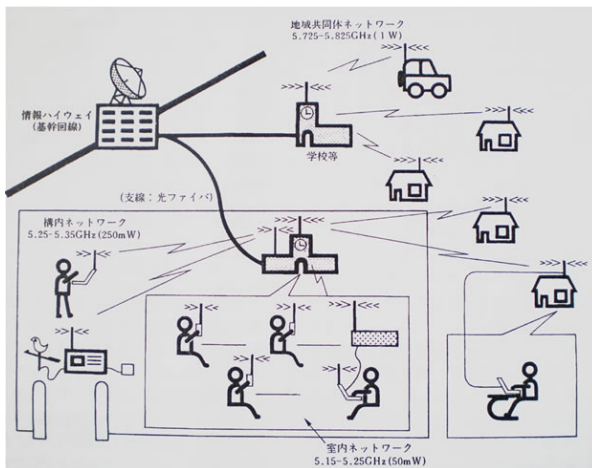 地域共同体ネットワーク
5.725-5.825GHz(1W)
情報ハイウェイ
(基幹回線)
学校等
(支線：光ファイバ)
構内ネットワーク
5.25-5.35GHz(250mW)
室内ネットワーク
5.15-5.25GHz(50mW)